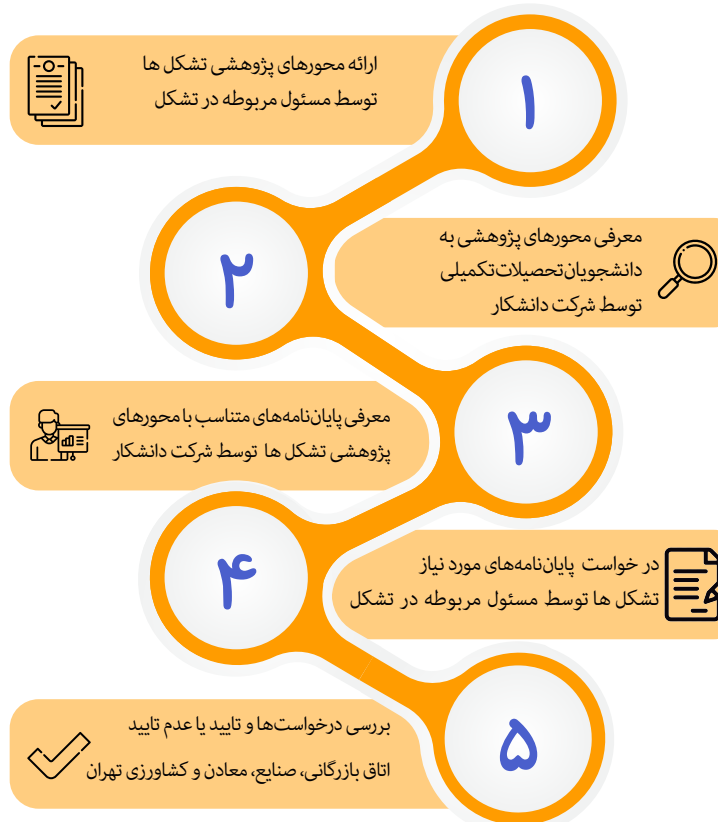 ۱
ارائه محورهای پژوهشی تشکل ها
توسط مسئول مربوطه در تشکل
۲
معرفی محورهای پژوهشی به
دانشجویان تحصیلات تکمیلی
توسط شرکت دانشکار
۳
معرفی پایان‌نامه‌های متناسب با محورهای
پژوهشی تشکل ها توسط شرکت دانشکار
۴
در خواست پایان‌نامه‌های مورد نیاز
تشکل ها توسط مسئول مربوطه در تشکل
۵
بررسی درخواست‌ها و تایید یا عدم تایید
اتاق بازرگانی، صنایع، معادن و کشاورزی تهران